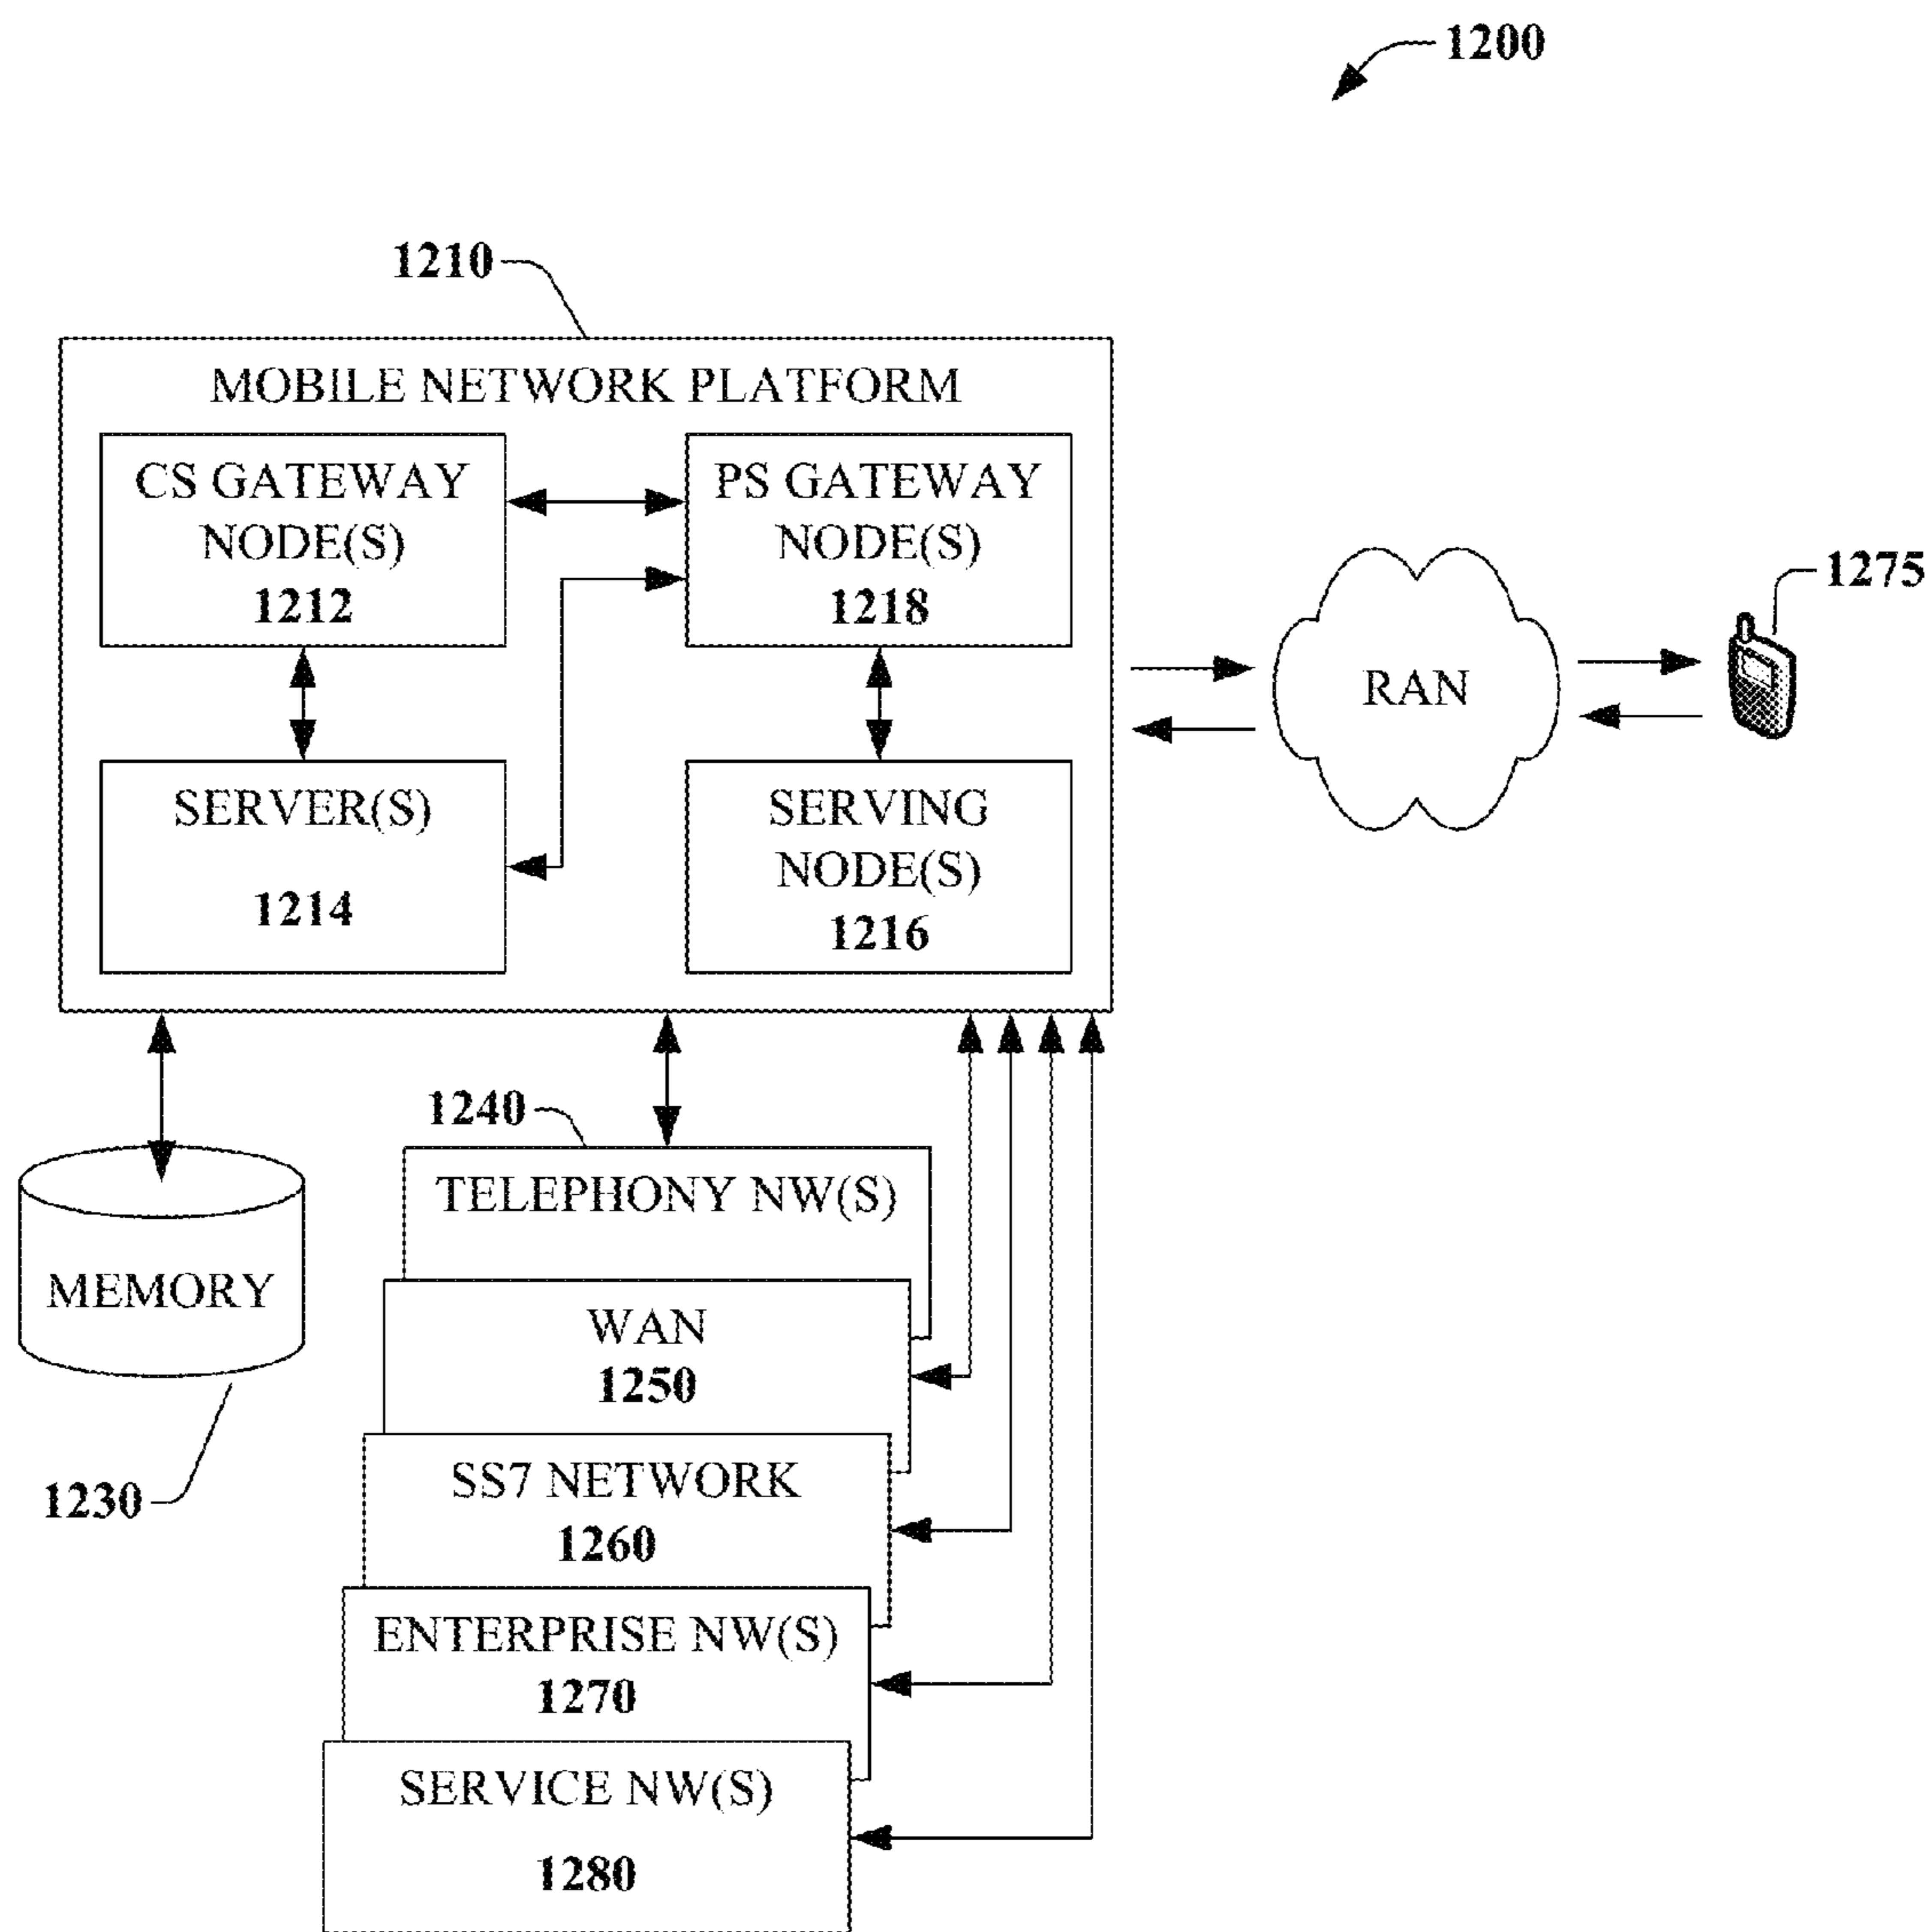 1200
1210
MOBILE NETWORK PLATFORM
CS GATEWAY
NODE(S)
1212
PS GATEWAY
NODE(S)
1218
SERVER(S)
1214
SERVING
NODE(S)
1216
RAN
1275
1240
TELEPHONY NW(S)
MEMORY
1230
WAN
1250
SS7 NETWORK
1260
ENTERPRISE NW(S)
1270
SERVICE NW(S)
1280